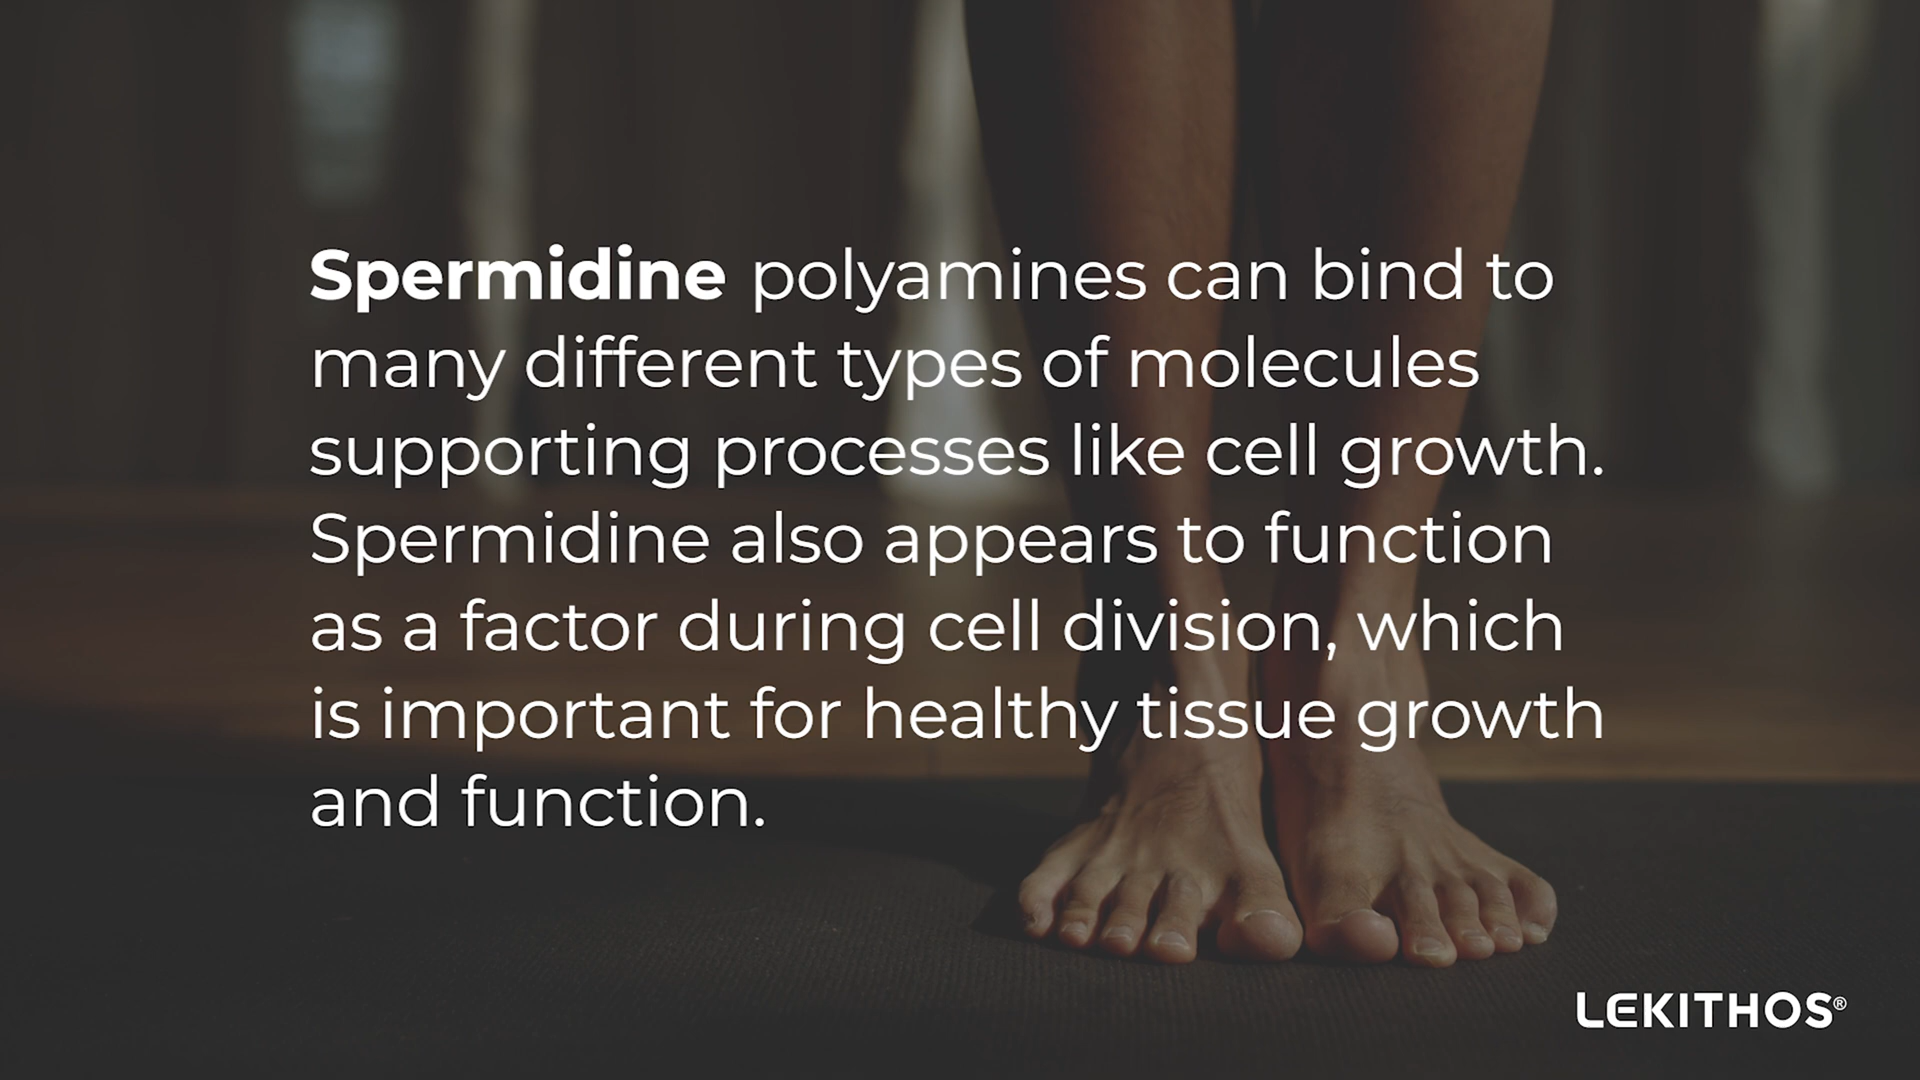 Spermidine polyamines can bind to
many different types of molecules
supporting processes like cell growth.
Spermidine also appears to function
as a factor during cell division, which
is important for healthy tissue growth
and function.
LEKITHOS®